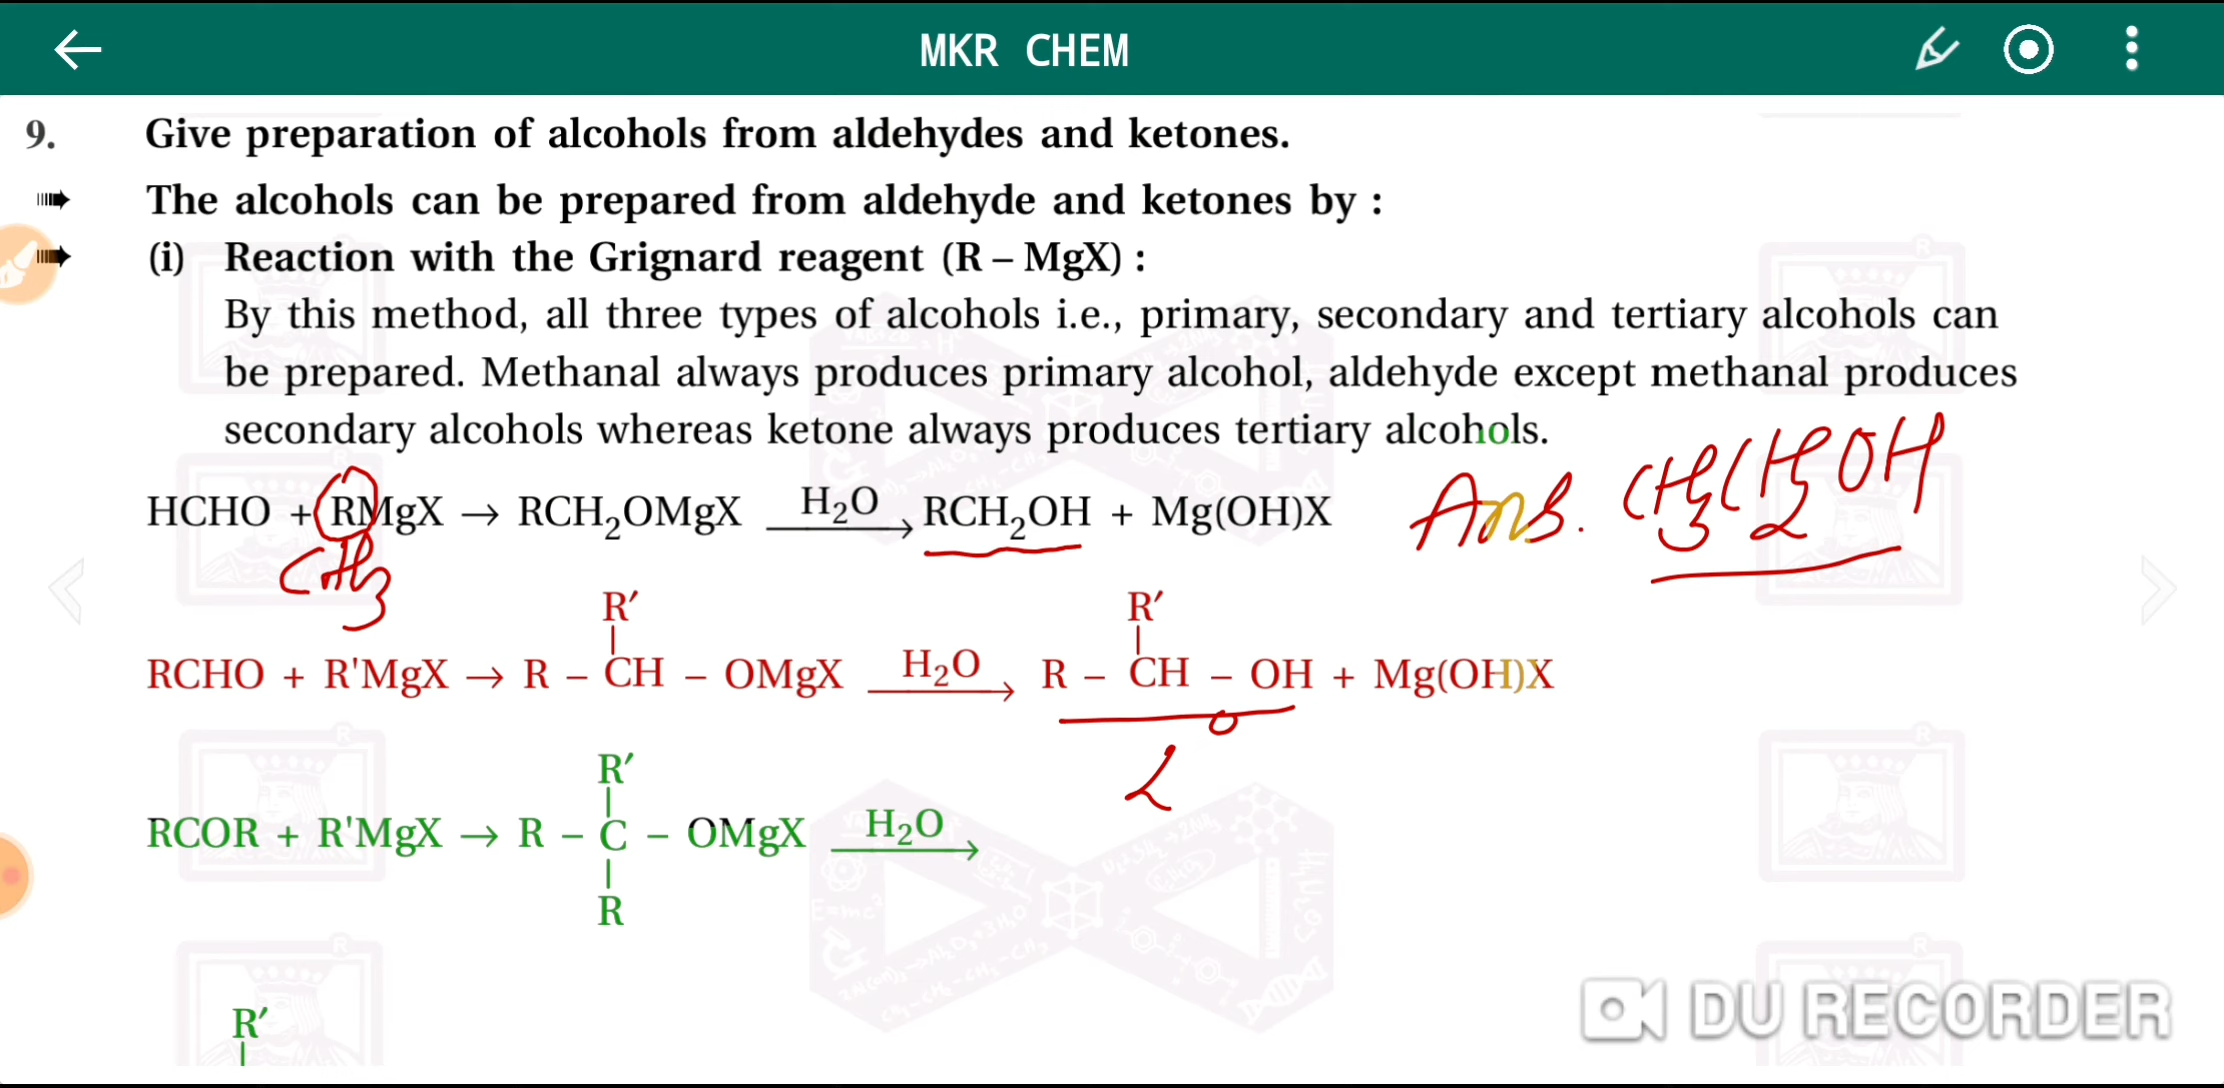 MKR CHEM
9. Give preparation of alcohols from aldehydes and ketones.
The alcohols can be prepared from aldehyde and ketones by :
(i) Reaction with the Grignard reagent (R – MgX) :
By this method, all three types of alcohols i.e., primary, secondary and tertiary alcohols can
be prepared. Methanal always produces primary alcohol, aldehyde except methanal produces
secondary alcohols whereas ketone always produces tertiary alcohols.
HCHO + RMgX → RCH₂OMgX H₂O → RCH₂OH + Mg(OH)X
Ans. CH₃CH₂OH
CH₃
R′ R′
RCHO + R'MgX → R – CH – OMgX H₂O → R – CH – OH + Mg(OH)X
2°
R′
RCOR + R'MgX → R – C – OMgX H₂O →
R
R′
DU RECORDER